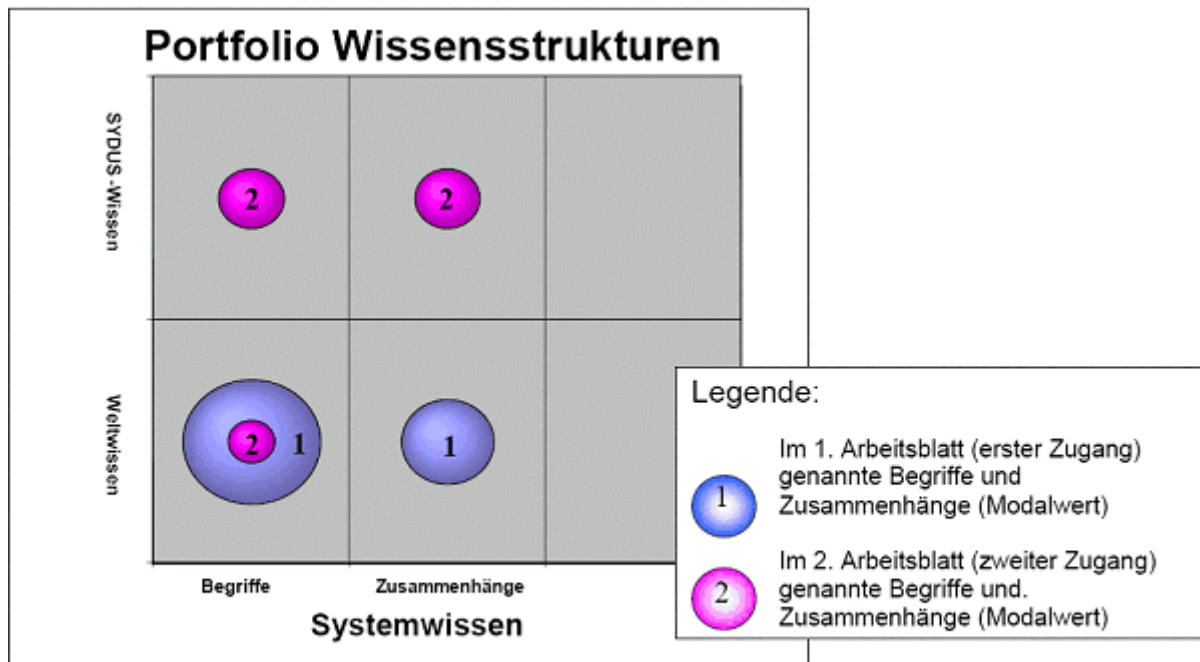 Portfolio Wissensstrukturen
SYDUS-Wissen
2
2
Weltwissen
2
1
1
Begriffe
Zusammenhänge
Systemwissen
Legende:
1
Im 1. Arbeitsblatt (erster Zugang)
genannte Begriffe und
Zusammenhänge (Modalwert)
2
Im 2. Arbeitsblatt (zweiter Zugang)
genannte Begriffe und.
Zusammenhänge (Modalwert)